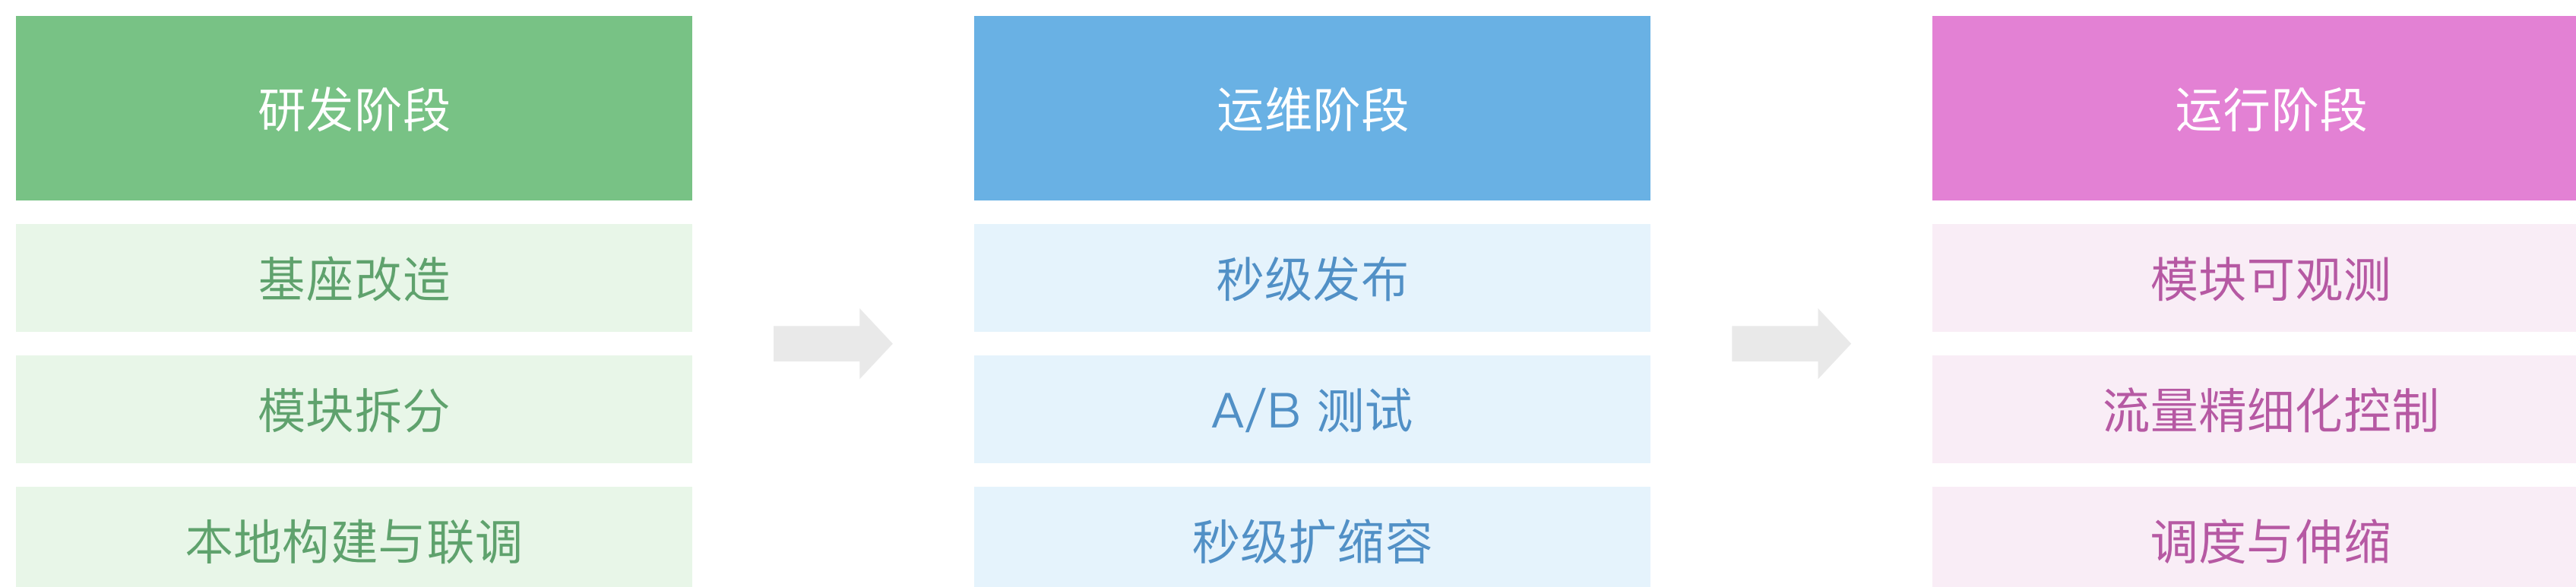 研发阶段
基座改造
模块拆分
本地构建与联调
运维阶段
秒级发布
A/B 测试
秒级扩缩容
运行阶段
模块可观测
流量精细化控制
调度与伸缩